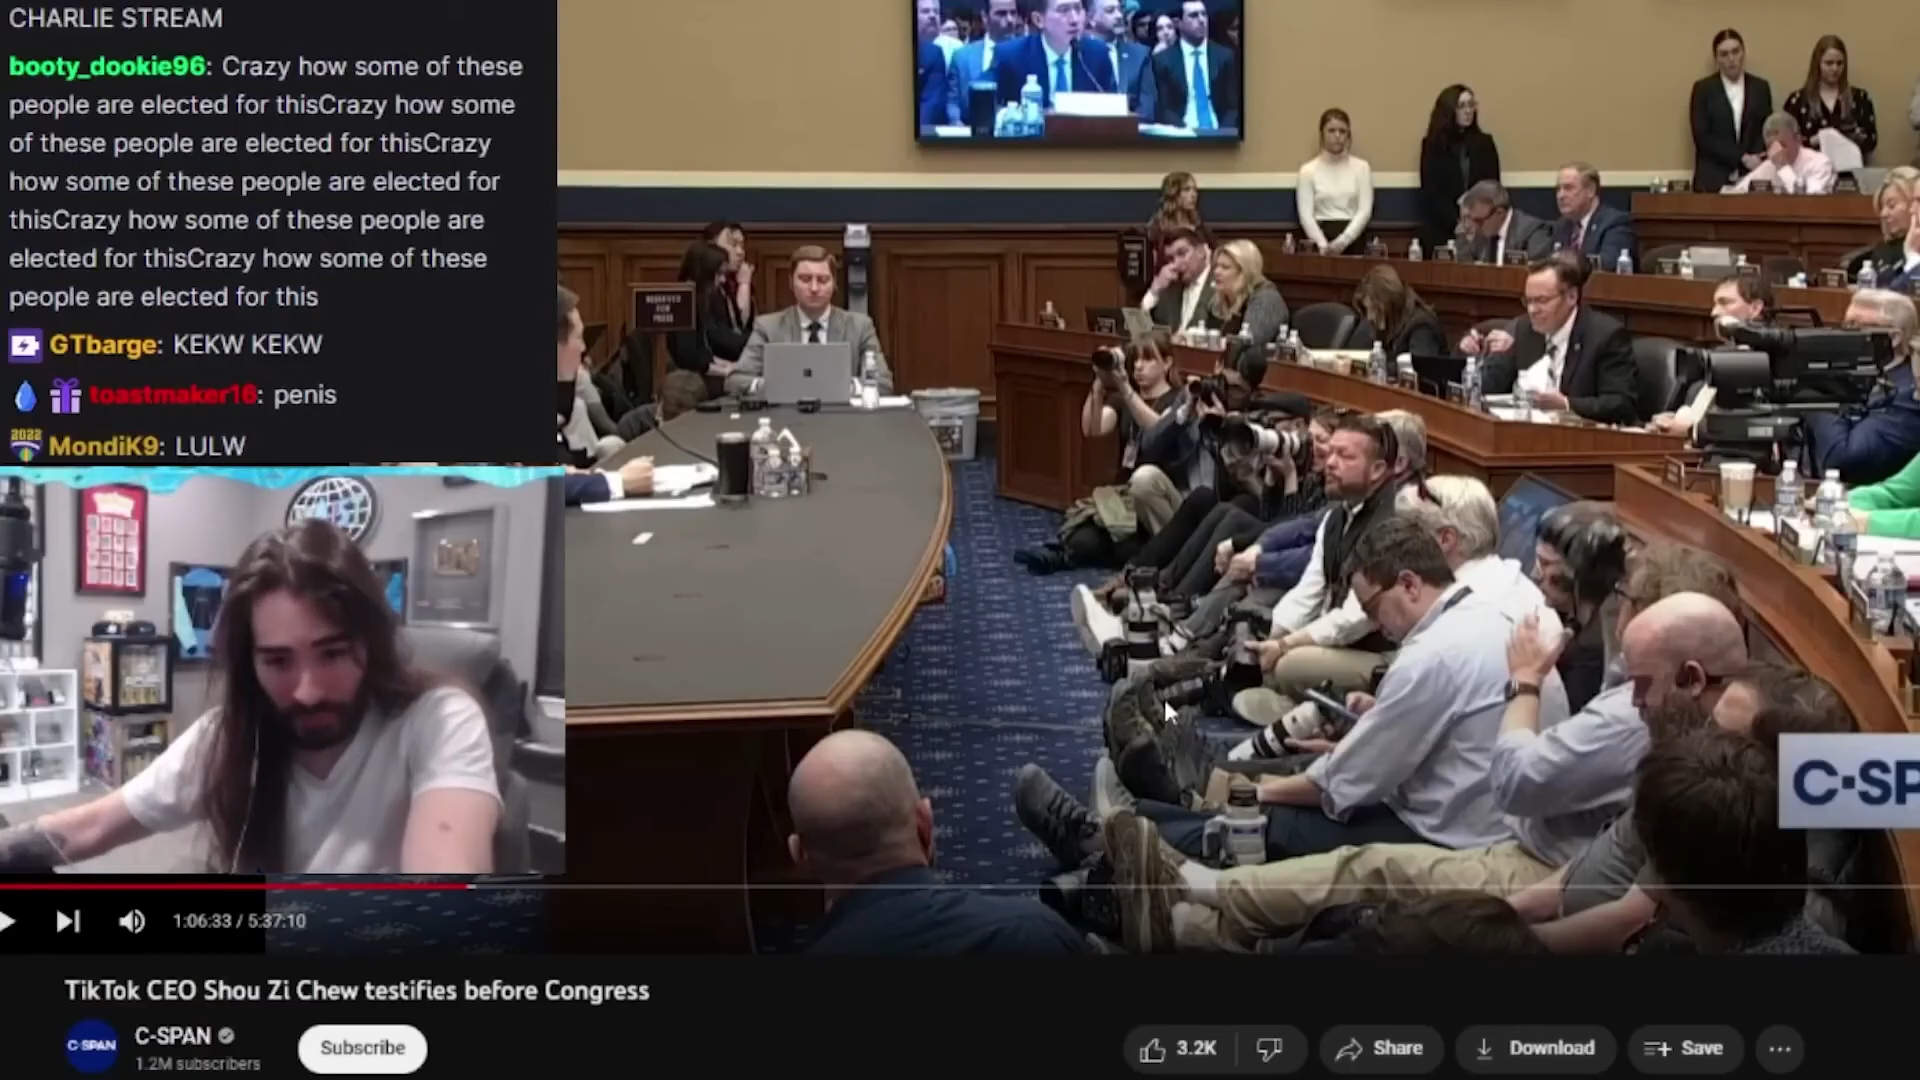 CHARLIE STREAM
booty_dookie96: Crazy how some of these
people are elected for thisCrazy how some
of these people are elected for thisCrazy
how some of these people are elected for
thisCrazy how some of these people are
elected for thisCrazy how some of these
people are elected for this
GTbarge: KEKW KEKW
toastmaker16: penis
2022
MondiK9: LULW
RESERVED
FOR
PRESS
C·SP
1:06:33 / 5:37:10
TikTok CEO Shou Zi Chew testifies before Congress
C-SPAN
C-SPAN
1.2M subscribers
Subscribe
3.2K
Share
Download
Save